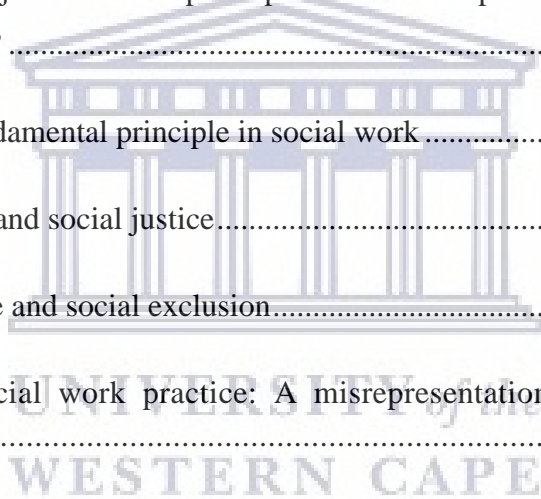 damental principle in social work ........................
and social justice ........................
e and social exclusion ........................
cial work practice: A misrepresentation
UNIVERSITY of the
WESTERN CAPE